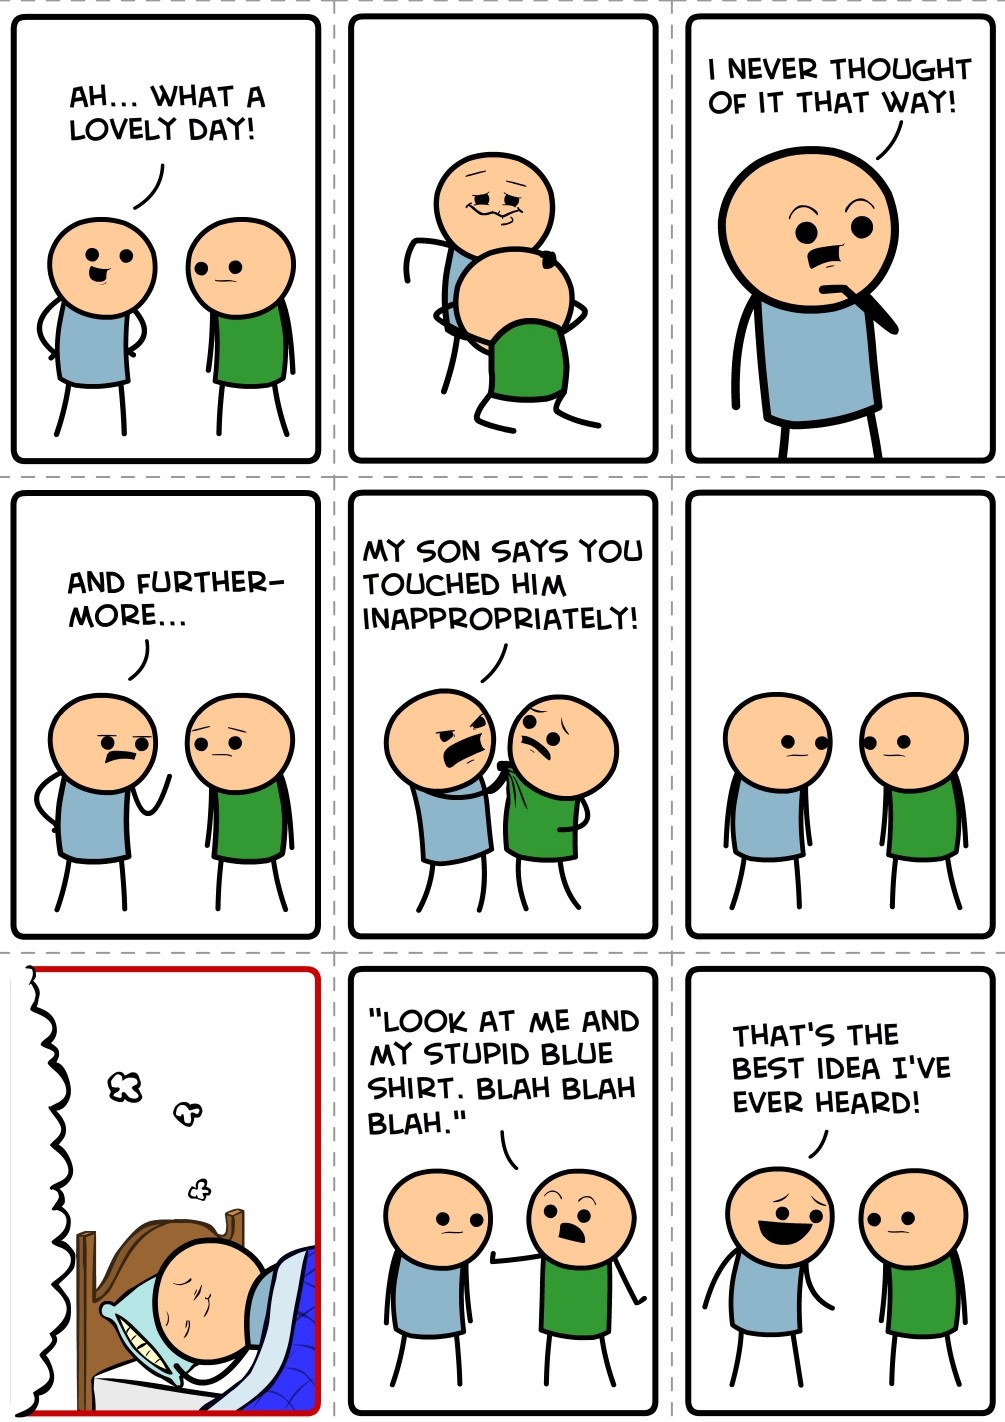 AH... WHAT A
LOVELY DAY!
I NEVER THOUGHT
OF IT THAT WAY!
AND FURTHER-
MORE...
MY SON SAYS YOU
TOUCHED HIM
INAPPROPRIATELY!
"LOOK AT ME AND
MY STUPID BLUE
SHIRT. BLAH BLAH
BLAH."
THAT'S THE
BEST IDEA I'VE
EVER HEARD!